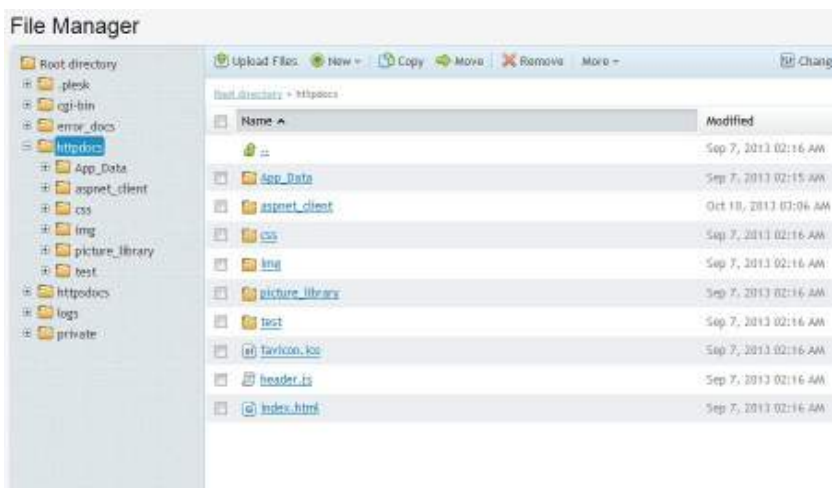 File Manager
Root directory
.plesk
cgi-bin
error_docs
httpdocs
App_Data
aspnet_client
css
img
picture_library
test
httpsdocs
logs
private
Upload Files New Copy Move Remove More Chang
Root directory > httpdocs
Name Modified
.. Sep 7, 2013 02:16 AM
App_Data Sep 7, 2013 02:15 AM
aspnet_client Oct 10, 2013 03:06 AM
css Sep 7, 2013 02:16 AM
img Sep 7, 2013 02:16 AM
picture_library Sep 7, 2013 02:16 AM
test Sep 7, 2013 02:16 AM
favicon.ico Sep 7, 2013 02:16 AM
header.js Sep 7, 2013 02:16 AM
index.html Sep 7, 2013 02:16 AM